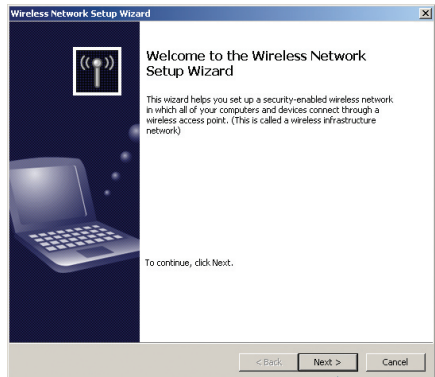 Wireless Network Setup Wizard
Welcome to the Wireless Network
Setup Wizard
This wizard helps you set up a security-enabled wireless network
in which all of your computers and devices connect through a
wireless access point. (This is called a wireless infrastructure
network)
To continue, click Next.
< Back Next > Cancel